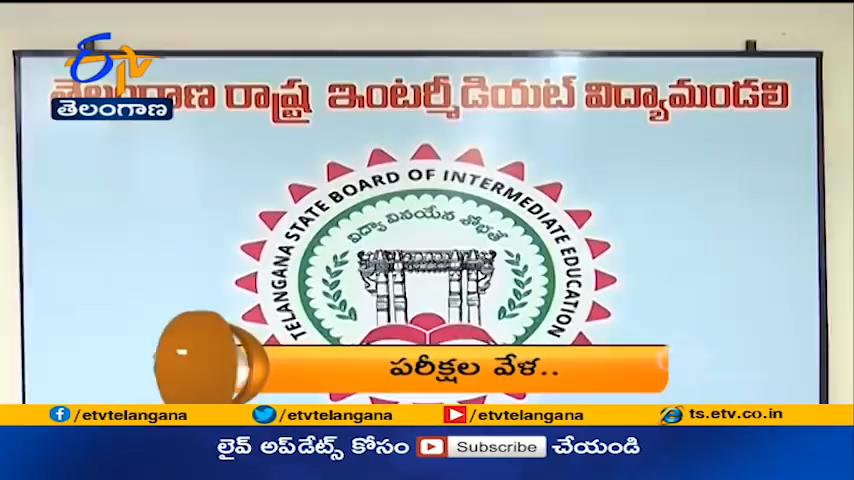 ETV
తెలంగాణ
తెలంగాణ రాష్ట్ర ఇంటర్మీడియట్ విద్యామండలి
TELANGANA STATE BOARD OF INTERMEDIATE EDUCATION
విద్యా వినయేన శోభతే
పరీక్షల వేళ..
/etvtelangana
/etvtelangana
/etvtelangana
ts.etv.co.in
లైవ్ అప్‌డేట్స్ కోసం Subscribe చేయండి